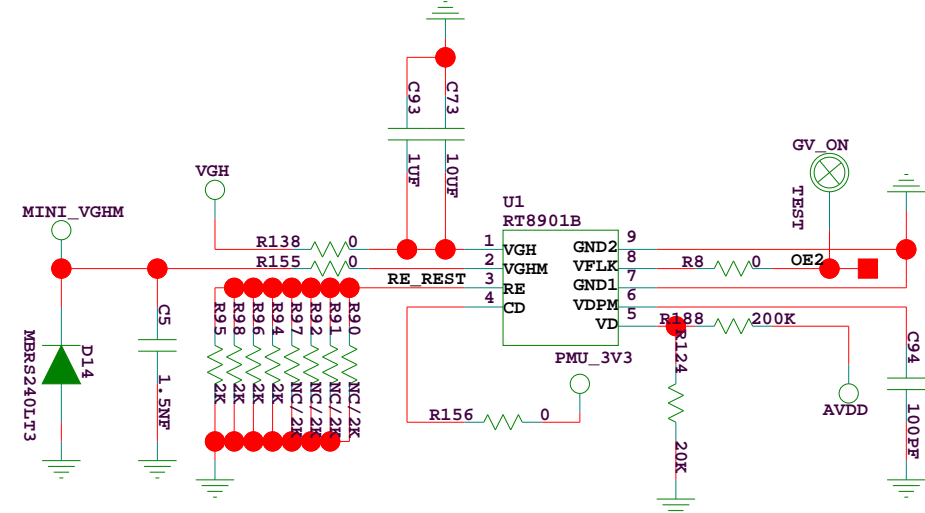 C93
C73
1UF
10UF
GV_ON
TEST
VGH
MINI_VGHM
U1
RT8901B
R138
0
R155
0
RE_REST
1
VGH
2
VGHM
3
RE
4
CD
GND2
9
VFLK
8
GND1
7
VDPM
6
VD
5
R8
0
OE2
R188
200K
R124
20K
AVDD
C94
100PF
PMU_3V3
R156
0
C5
1.5NF
D14
MBRS240LT3
R95
R98
R96
R94
R97
R92
R91
R90
2K
2K
2K
2K
NC/2K
NC/2K
NC/2K
NC/2K